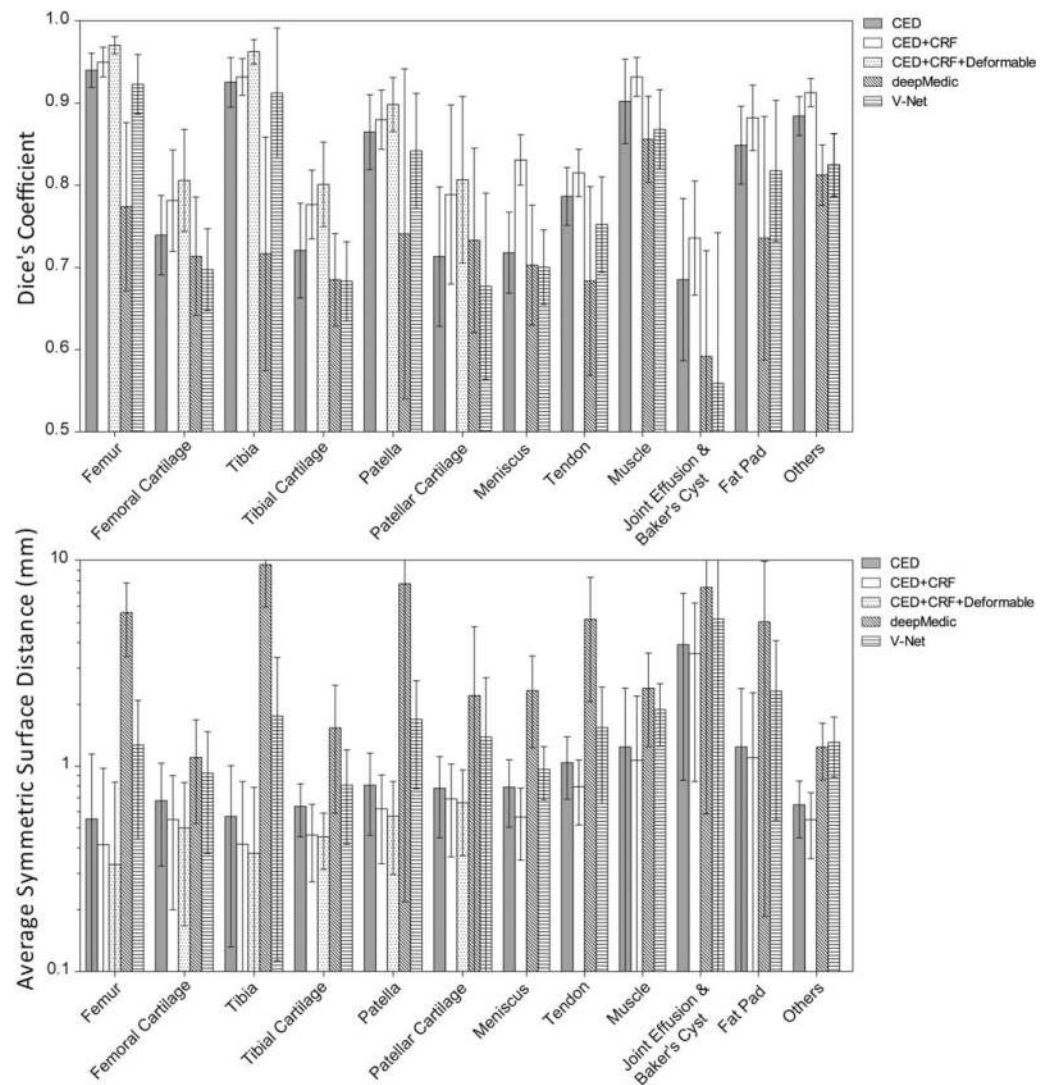 Dice's Coefficient
1.0
0.9
0.8
0.7
0.6
0.5
CED
CED+CRF
CED+CRF+Deformable
deepMedic
V-Net
Femur
Femoral Cartilage
Tibia
Tibial Cartilage
Patella
Patellar Cartilage
Meniscus
Tendon
Muscle
Joint Effusion &
Baker's Cyst
Fat Pad
Others
Average Symmetric Surface Distance (mm)
10
1
0.1
CED
CED+CRF
CED+CRF+Deformable
deepMedic
V-Net
Femur
Femoral Cartilage
Tibia
Tibial Cartilage
Patella
Patellar Cartilage
Meniscus
Tendon
Muscle
Joint Effusion &
Baker's Cyst
Fat Pad
Others